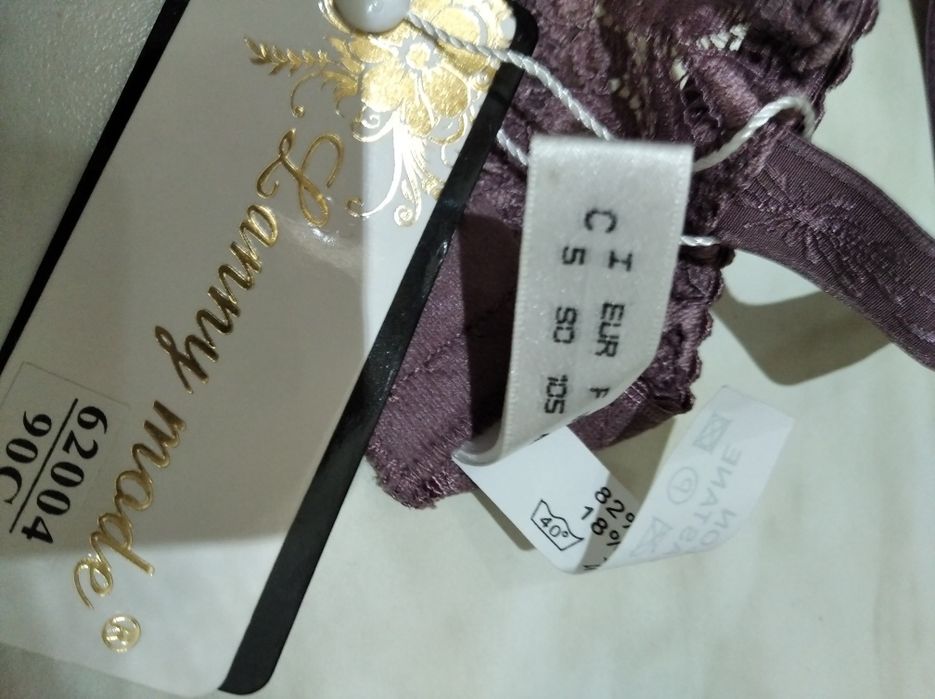 Lanny mode
®
62004
90C
I EUR F
C 5 90 105
40°
82%
18%